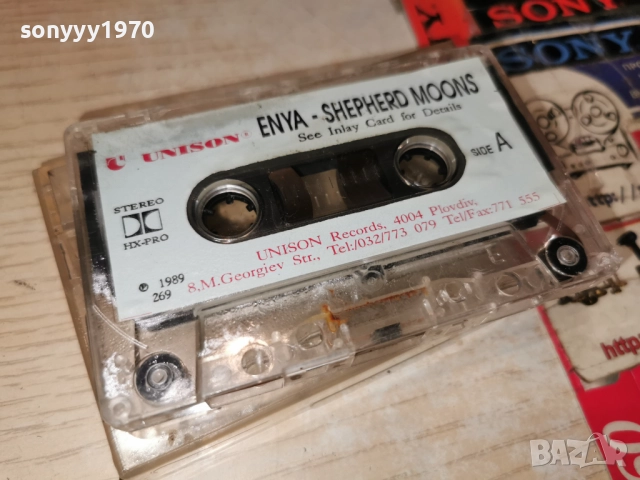 sonyyy1970
SONY
SONY
UNISON
ENYA - SHEPHERD MOONS
See Inlay Card for Details
SIDE A
STEREO
HX-PRO
℗ 1989
269
UNISON Records, 4004 Plovdiv,
8.M.Georgiev Str., Tel:/032/773 079 Tel/Fax:771 555
http://
http
BAZAR